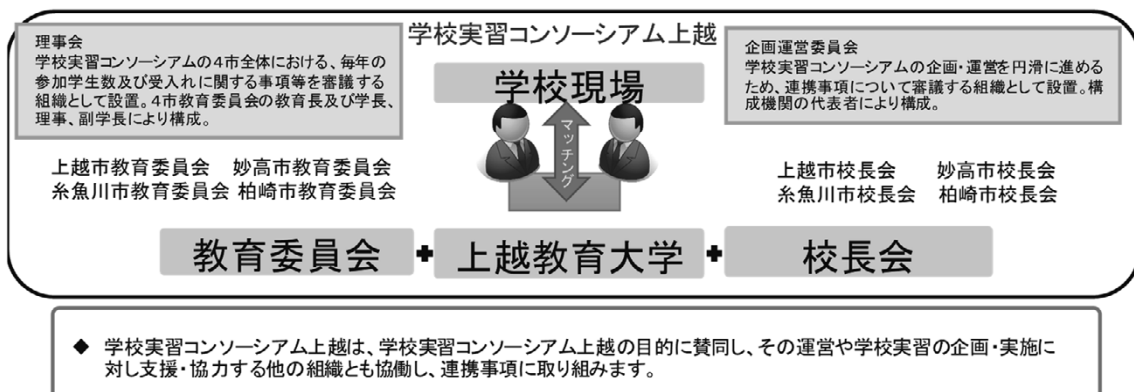 学校実習コンソーシアム上越
理事会
学校実習コンソーシアムの4市全体における、毎年の
参加学生数及び受入れに関する事項等を審議する
組織として設置。4市教育委員会の教育長及び学長、
理事、副学長により構成。
企画運営委員会
学校実習コンソーシアムの企画・運営を円滑に進める
ため、連携事項について審議する組織として設置。構
成機関の代表者により構成。
学校現場
マッチング
上越市教育委員会 妙高市教育委員会
糸魚川市教育委員会 柏崎市教育委員会
上越市校長会 妙高市校長会
糸魚川市校長会 柏崎市校長会
教育委員会 + 上越教育大学 + 校長会
◆ 学校実習コンソーシアム上越は、学校実習コンソーシアム上越の目的に賛同し、その運営や学校実習の企画・実施に
対し支援・協力する他の組織とも協働し、連携事項に取り組みます。